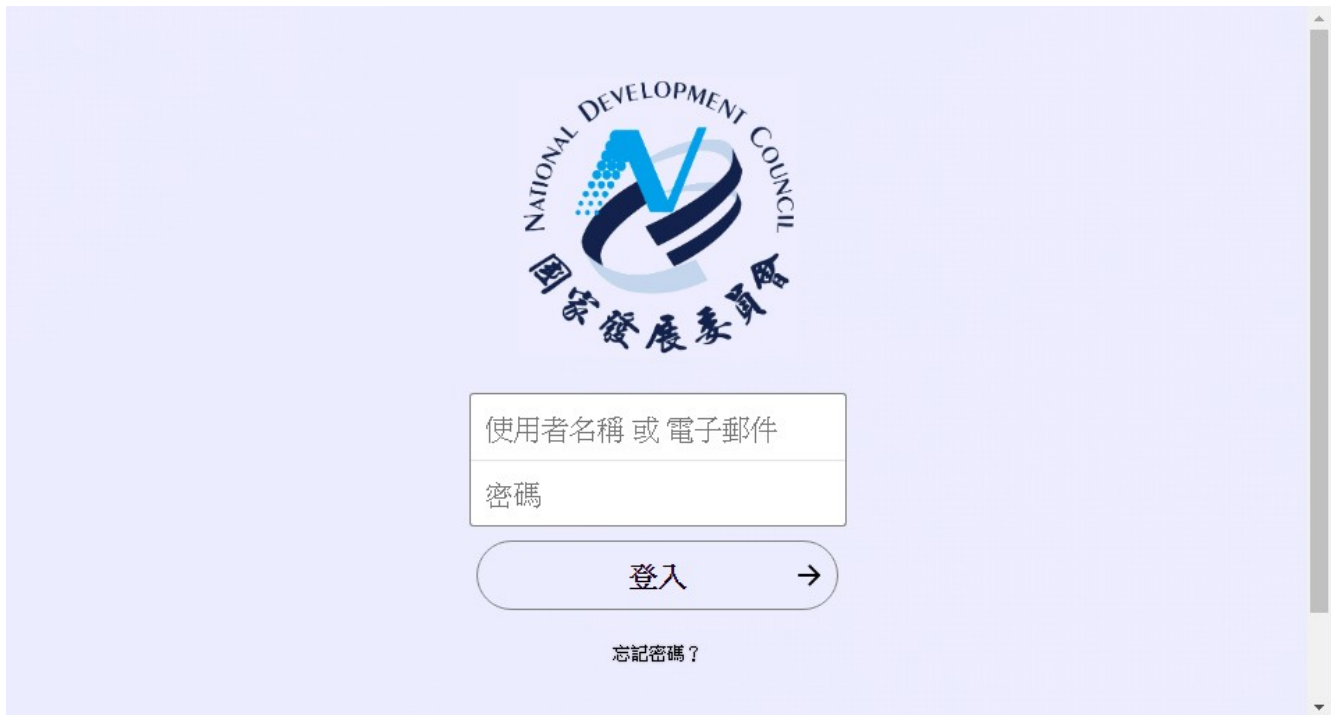 NATIONAL DEVELOPMENT COUNCIL
國家發展委員會
使用者名稱 或 電子郵件
密碼
登入
忘記密碼？